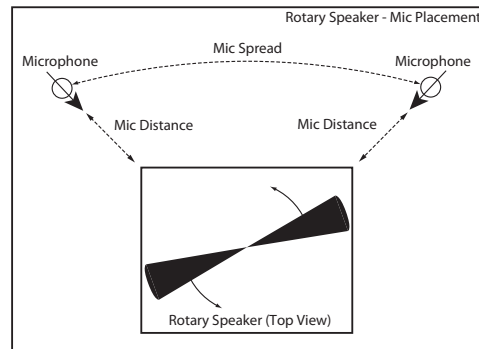 Rotary Speaker - Mic Placement
Mic Spread
Microphone
Microphone
Mic Distance
Mic Distance
Rotary Speaker (Top View)